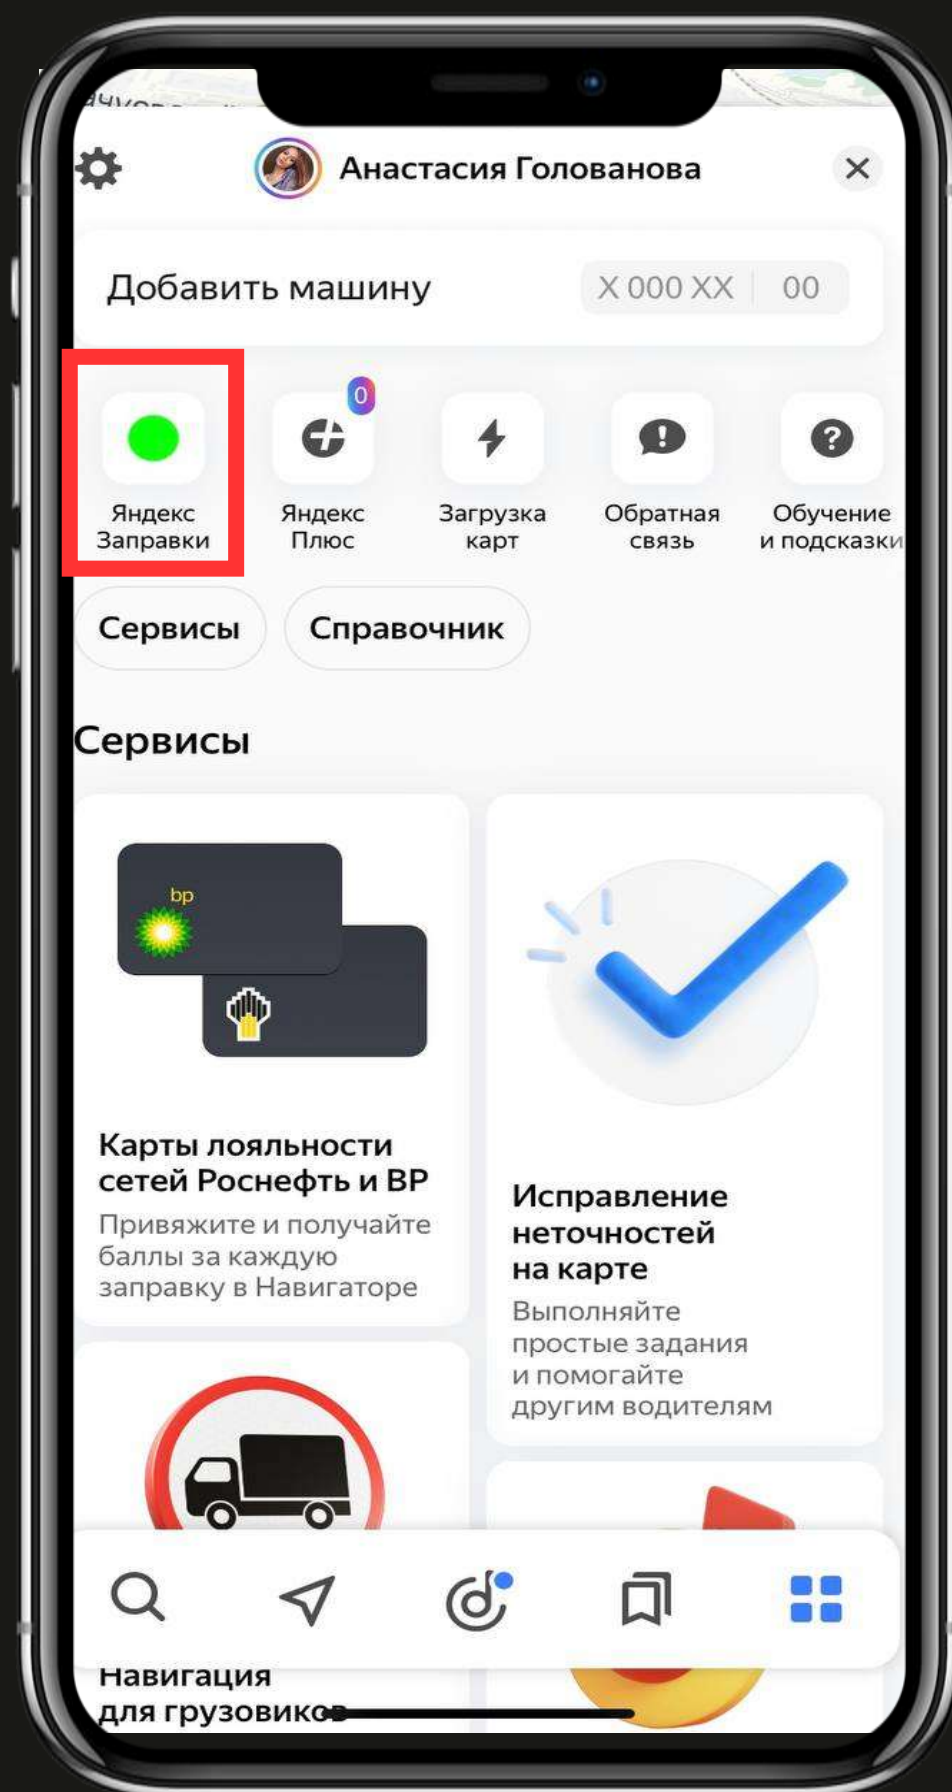 Анастасия Голованова
Добавить машину
Х 000 ХХ 00
0
Яндекс
Заправки
Яндекс
Плюс
Загрузка
карт
Обратная
связь
Обучение
и подсказки
Сервисы
Справочник
Сервисы
bp
Карты лояльности
сетей Роснефть и BP
Привяжите и получайте
баллы за каждую
заправку в Навигаторе
Исправление
неточностей
на карте
Выполняйте
простые задания
и помогайте
другим водителям
Навигация
для грузовиков